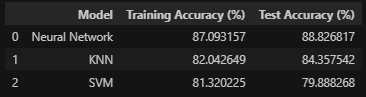 Model Training Accuracy (%) Test Accuracy (%)
0 Neural Network 87.093157 88.826817
1 KNN 82.042649 84.357542
2 SVM 81.320225 79.888268